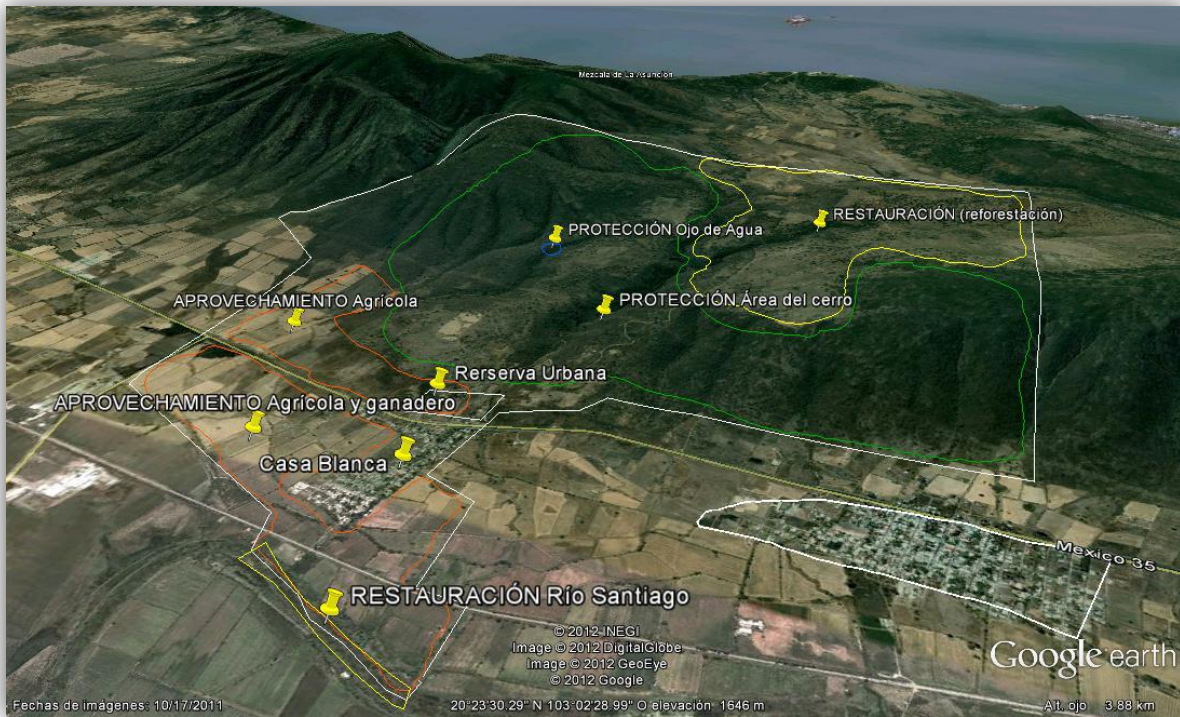 Mezcala de La Asunción
RESTAURACIÓN (reforestación)
PROTECCIÓN Ojo de Agua
APROVECHAMIENTO Agrícola
PROTECCIÓN Área del cerro
Rerserva Urbana
APROVECHAMIENTO Agrícola y ganadero
Casa Blanca
Mexico 35
RESTAURACIÓN Río Santiago
© 2012 INEGI
Image © 2012 DigitalGlobe
Image © 2012 GeoEye
© 2012 Google
Google earth
Fechas de imágenes: 10/17/2011
20°23'30.29" N 103°02'28.99" O elevación 1646 m
Alt. ojo 3.88 km